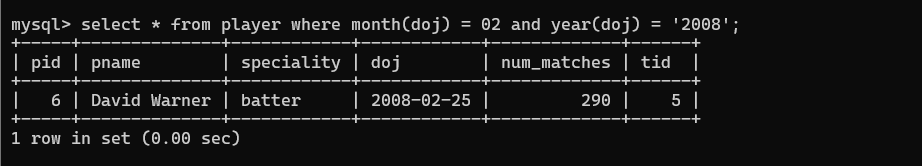 mysql> select * from player where month(doj) = 02 and year(doj) = '2008';
+-----+--------------+------------+------------+-------------+------+
| pid | pname        | speciality | doj        | num_matches | tid  |
+-----+--------------+------------+------------+-------------+------+
|   6 | David Warner | batter     | 2008-02-25 |         290 |    5 |
+-----+--------------+------------+------------+-------------+------+
1 row in set (0.00 sec)